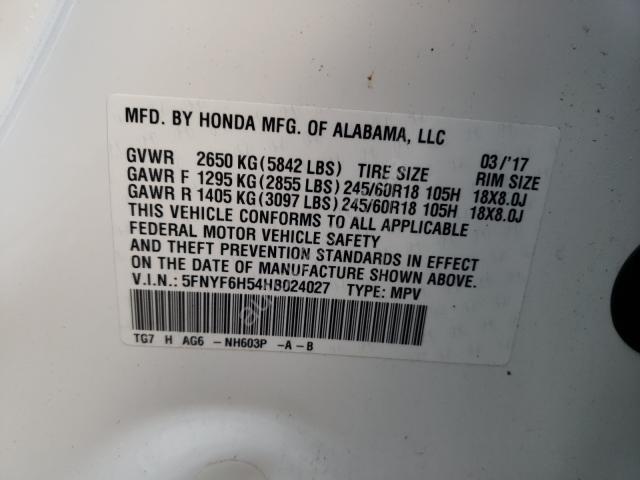 MFD. BY HONDA MFG. OF ALABAMA, LLC
03/'17
GVWR 2650 KG(5842 LBS) TIRE SIZE RIM SIZE
GAWR F 1295 KG(2855 LBS)245/60R18 105H 18X8.0J
GAWR R 1405 KG(3097 LBS)245/60R18 105H 18X8.0J
THIS VEHICLE CONFORMS TO ALL APPLICABLE
FEDERAL MOTOR VEHICLE SAFETY
AND THEFT PREVENTION STANDARDS IN EFFECT
ON THE DATE OF MANUFACTURE SHOWN ABOVE.
V.I.N.: 5FNYF6H54HB024027 TYPE: MPV
TG7 H AG6 -NH603P -A-B